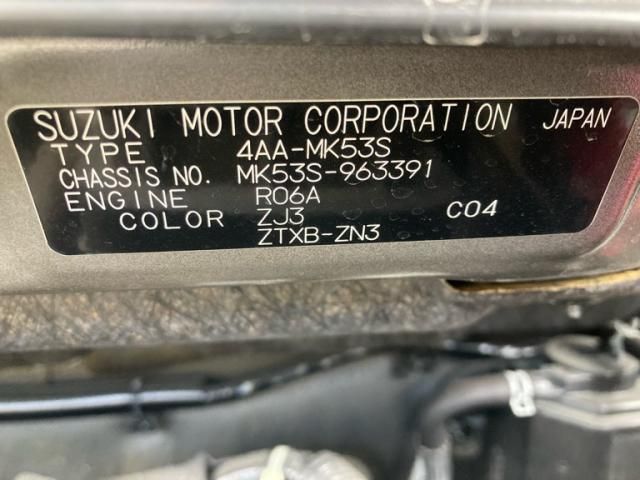 SUZUKI MOTOR CORPORATION JAPAN
TYPE 4AA-MK53S
CHASSIS NO. MK53S-963391
ENGINE R06A
COLOR ZJ3 C04
ZTXB-ZN3